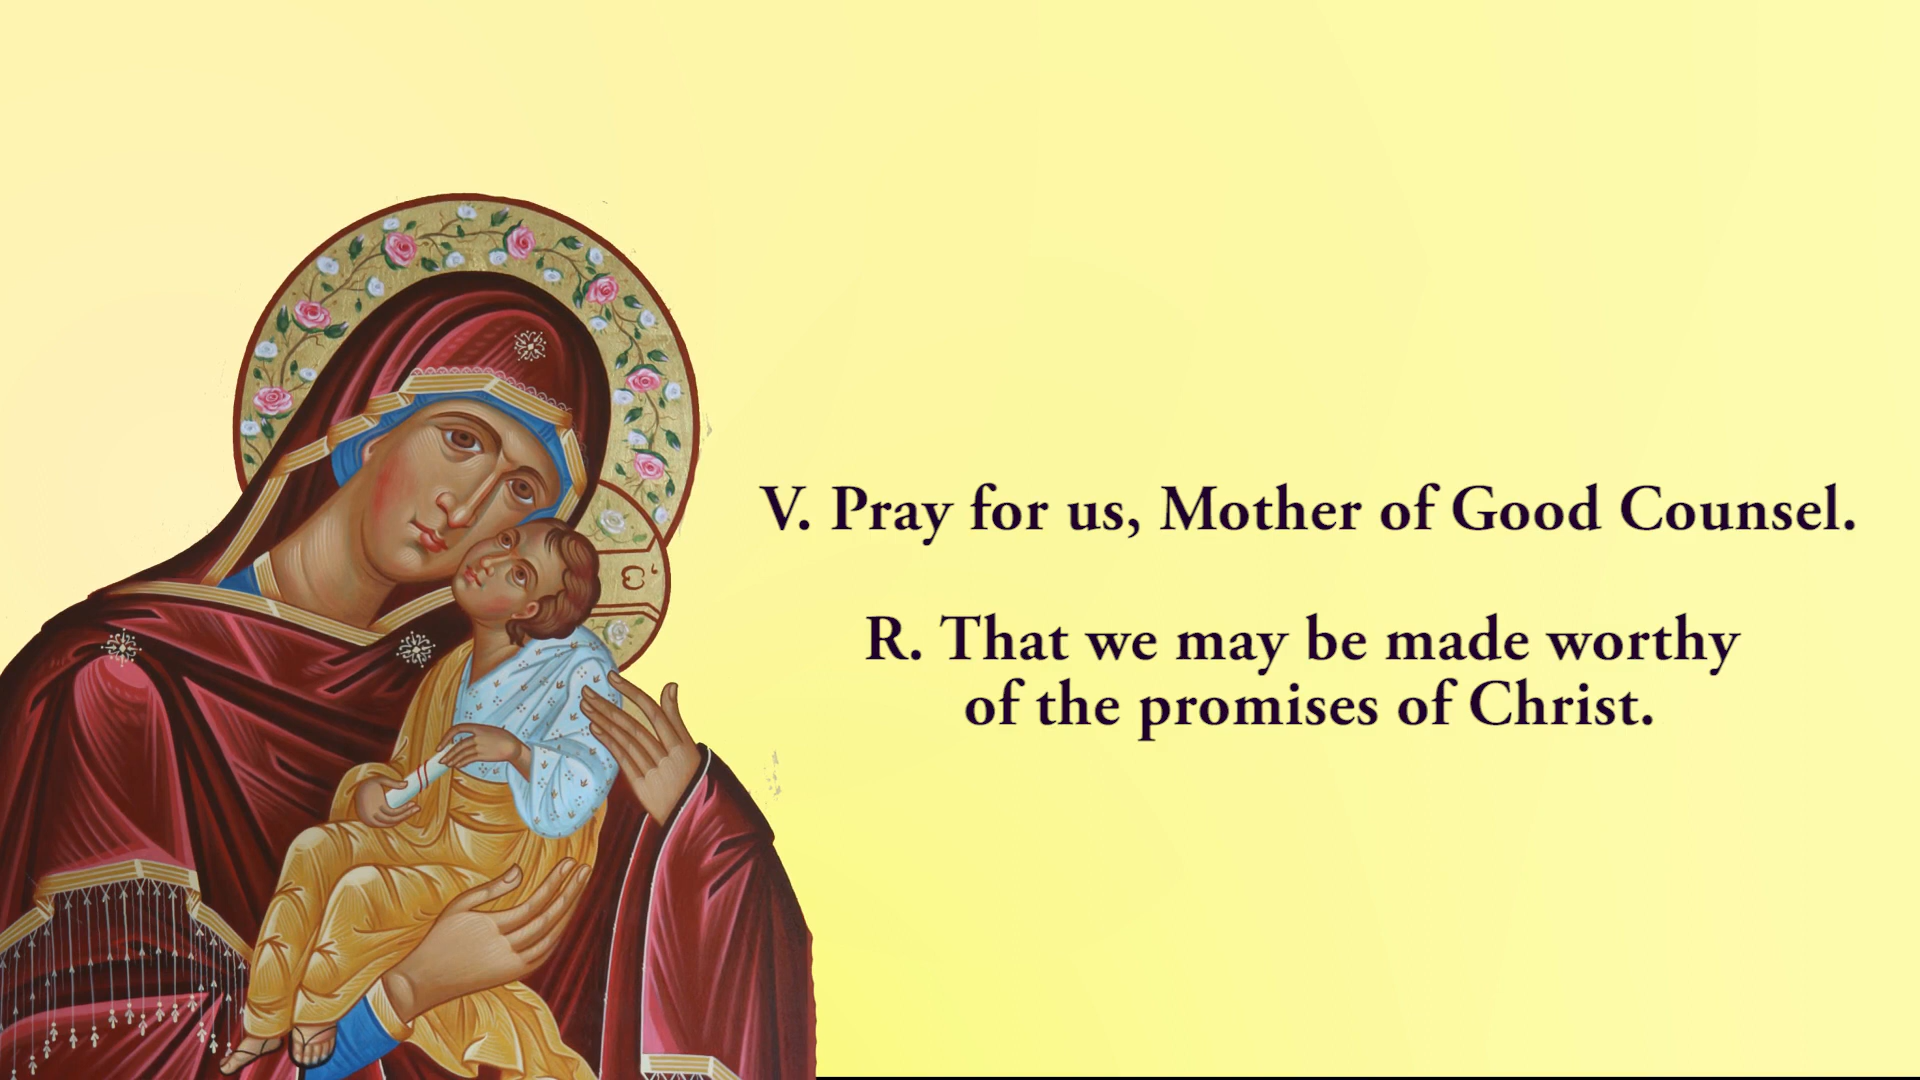 V. Pray for us, Mother of Good Counsel.
R. That we may be made worthy
of the promises of Christ.